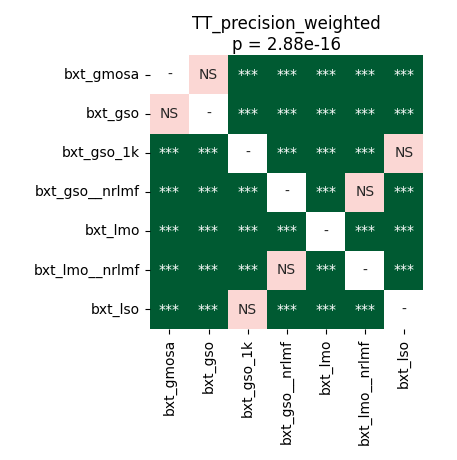 TT_precision_weighted
p = 2.88e-16
bxt_gmosa - NS *** *** *** *** ***
bxt_gso NS - *** *** *** *** ***
bxt_gso_1k *** *** - *** *** *** NS
bxt_gso__nrlmf *** *** *** - *** NS ***
bxt_lmo *** *** *** *** - *** ***
bxt_lmo__nrlmf *** *** *** NS *** - ***
bxt_lso *** *** NS *** *** *** -
bxt_gmosa
bxt_gso
bxt_gso_1k
bxt_gso__nrlmf
bxt_lmo
bxt_lmo__nrlmf
bxt_lso